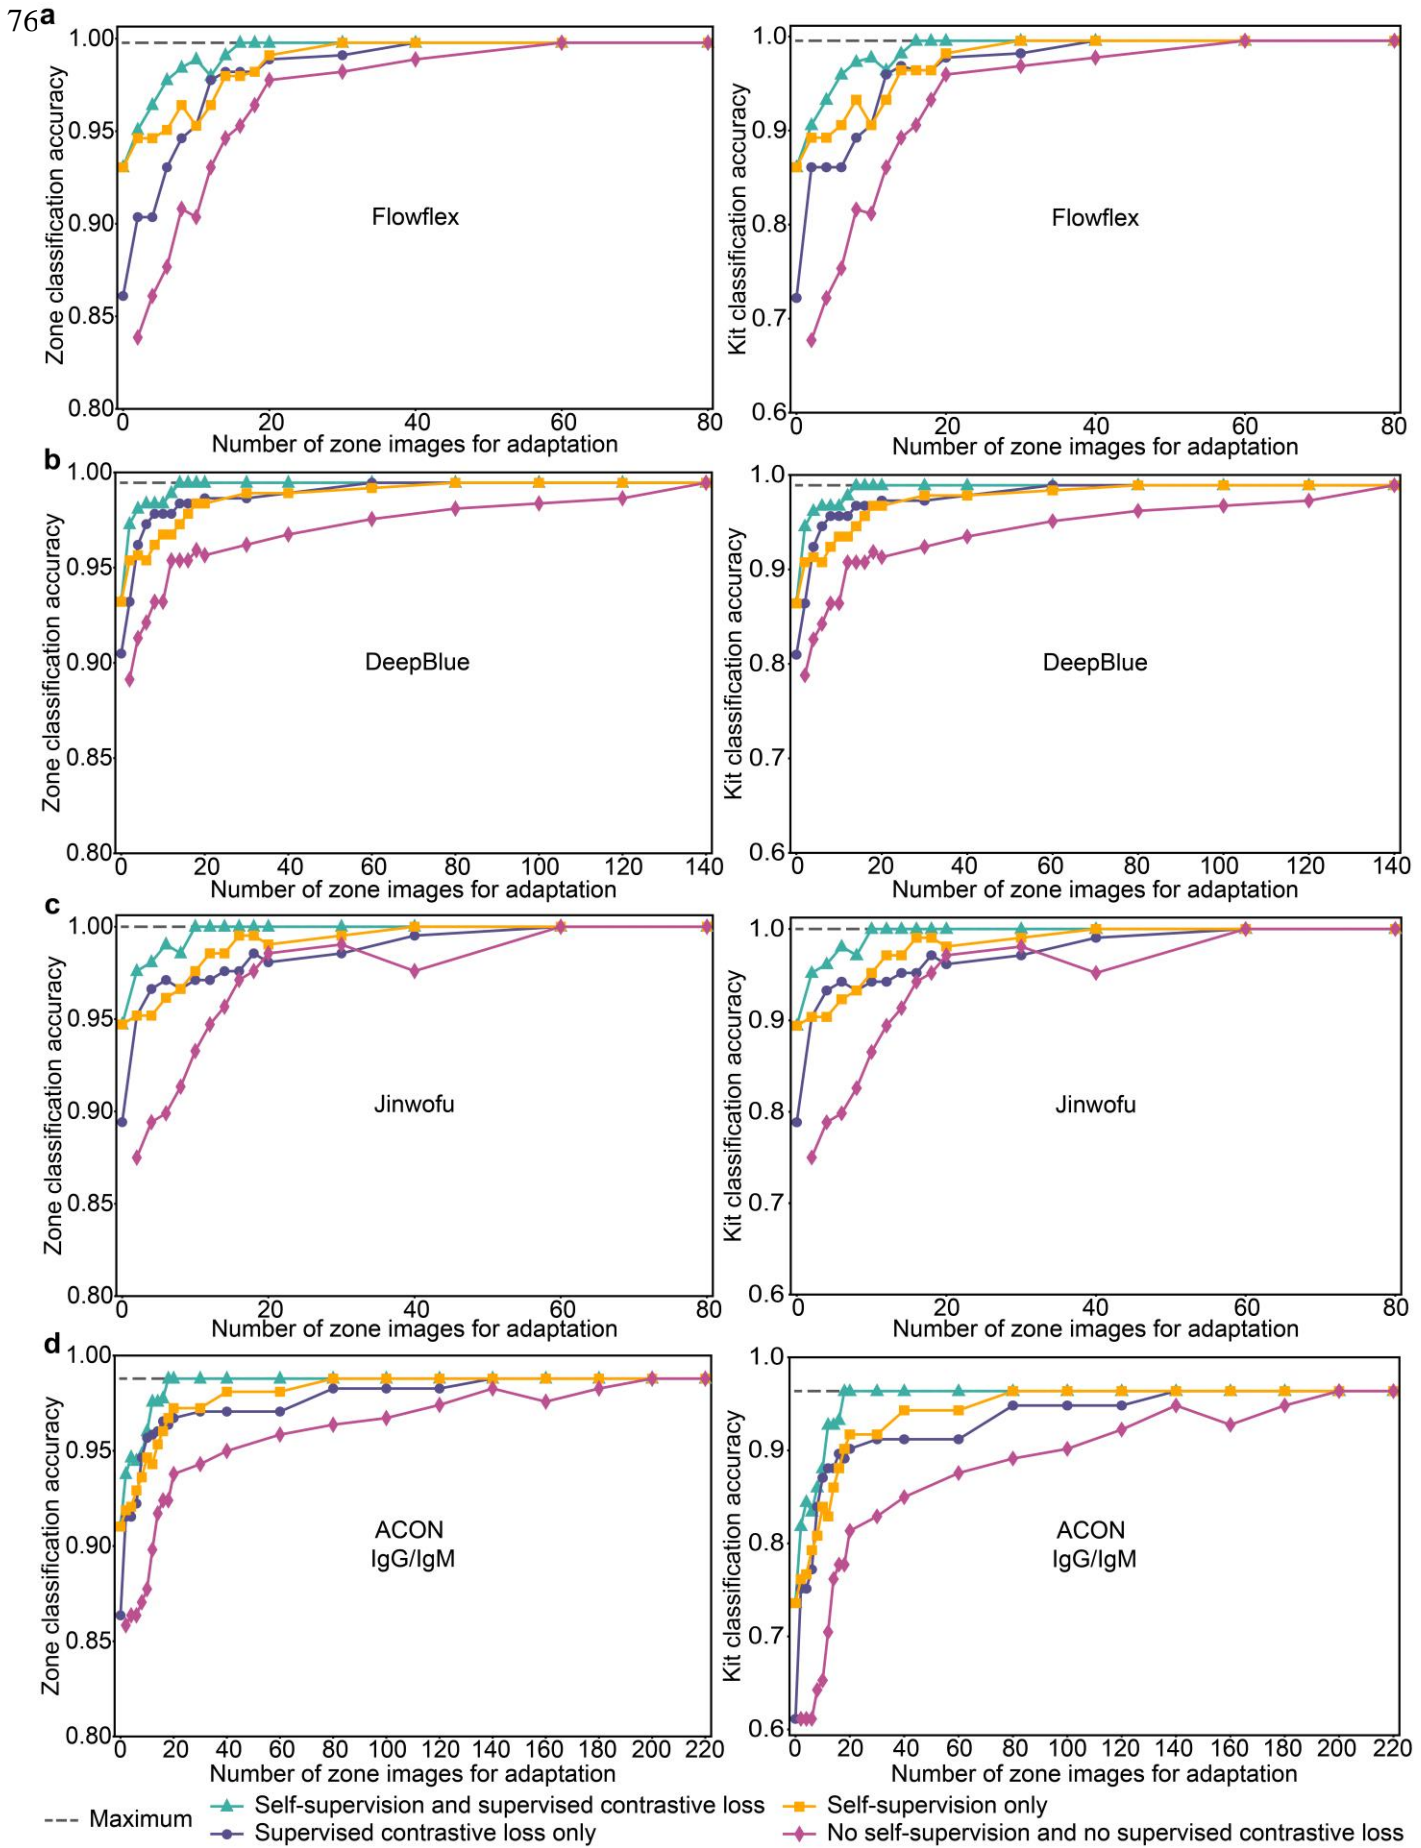 76
a
1.00
0.95
0.90
0.85
0.80
Zone classification accuracy
Flowflex
0 20 40 60 80
Number of zone images for adaptation
1.0
0.9
0.8
0.7
0.6
Kit classification accuracy
Flowflex
0 20 40 60 80
Number of zone images for adaptation
b
1.00
0.95
0.90
0.85
0.80
Zone classification accuracy
DeepBlue
0 20 40 60 80 100 120 140
Number of zone images for adaptation
1.0
0.9
0.8
0.7
0.6
Kit classification accuracy
DeepBlue
0 20 40 60 80 100 120 140
Number of zone images for adaptation
c
1.00
0.95
0.90
0.85
0.80
Zone classification accuracy
Jinwofu
0 20 40 60 80
Number of zone images for adaptation
1.0
0.9
0.8
0.7
0.6
Kit classification accuracy
Jinwofu
0 20 40 60 80
Number of zone images for adaptation
d
1.00
0.95
0.90
0.85
0.80
Zone classification accuracy
ACON
IgG/IgM
0 20 40 60 80 100 120 140 160 180 200 220
Number of zone images for adaptation
1.0
0.9
0.8
0.7
0.6
Kit classification accuracy
ACON
IgG/IgM
0 20 40 60 80 100 120 140 160 180 200 220
Number of zone images for adaptation
Maximum
Self-supervision and supervised contrastive loss
Supervised contrastive loss only
Self-supervision only
No self-supervision and no supervised contrastive loss